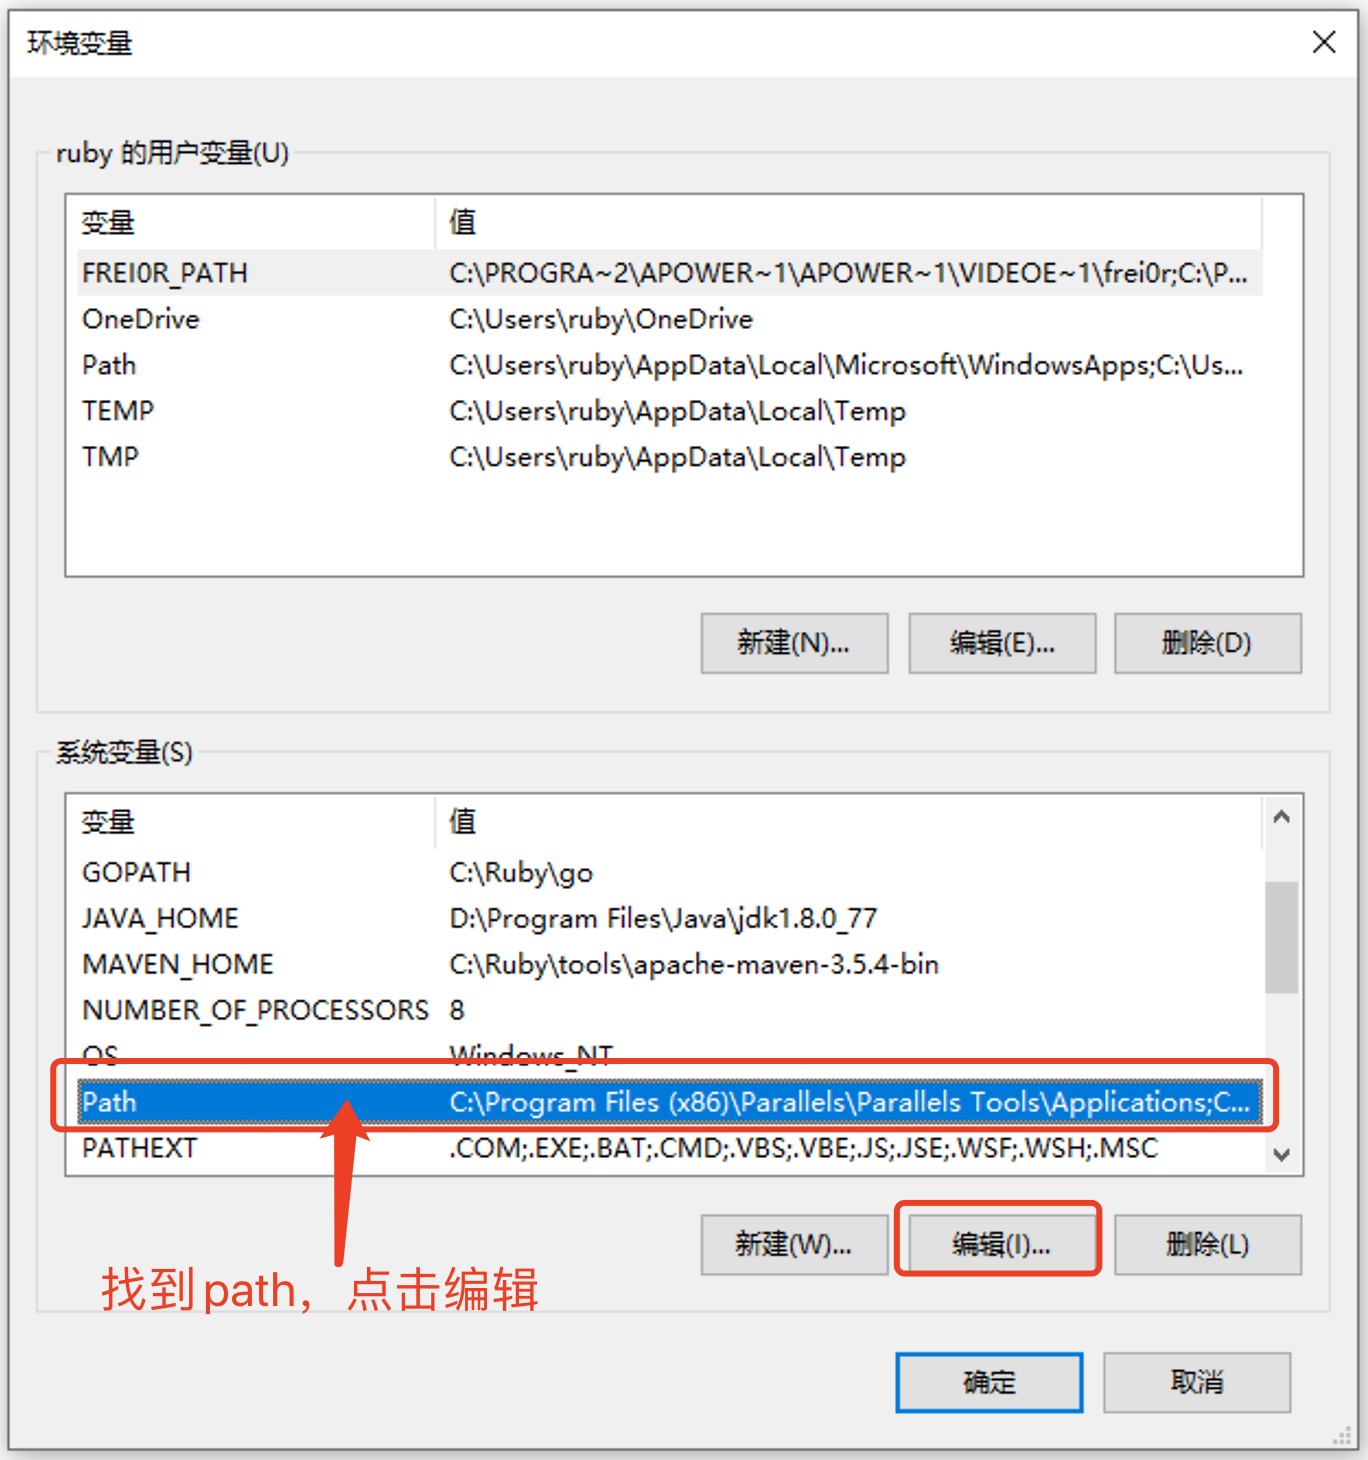 环境变量
ruby 的用户变量(U)
变量 值
FREI0R_PATH C:\PROGRA~2\APOWER~1\APOWER~1\VIDEOE~1\frei0r;C:\P...
OneDrive C:\Users\ruby\OneDrive
Path C:\Users\ruby\AppData\Local\Microsoft\WindowsApps;C:\Us...
TEMP C:\Users\ruby\AppData\Local\Temp
TMP C:\Users\ruby\AppData\Local\Temp
新建(N)... 编辑(E)... 删除(D)
系统变量(S)
变量 值
GOPATH C:\Ruby\go
JAVA_HOME D:\Program Files\Java\jdk1.8.0_77
MAVEN_HOME C:\Ruby\tools\apache-maven-3.5.4-bin
NUMBER_OF_PROCESSORS 8
OS Windows_NT
Path C:\Program Files (x86)\Parallels\Parallels Tools\Applications;C...
PATHEXT .COM;.EXE;.BAT;.CMD;.VBS;.VBE;.JS;.JSE;.WSF;.WSH;.MSC
新建(W)... 编辑(I)... 删除(L)
找到path，点击编辑
确定 取消